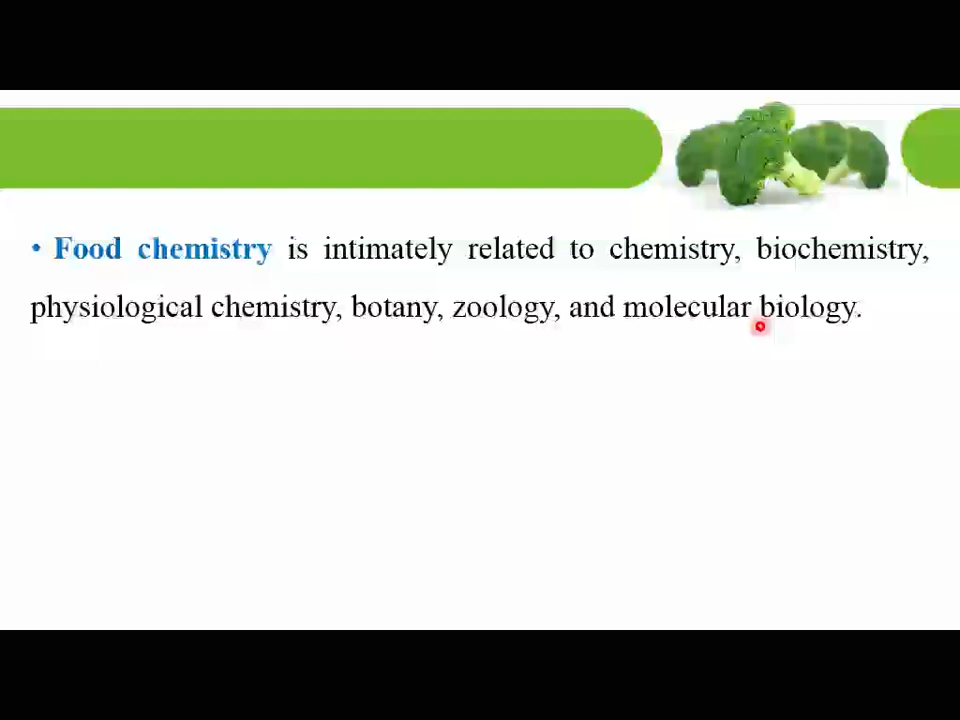 • Food chemistry is intimately related to chemistry, biochemistry,
physiological chemistry, botany, zoology, and molecular biology.